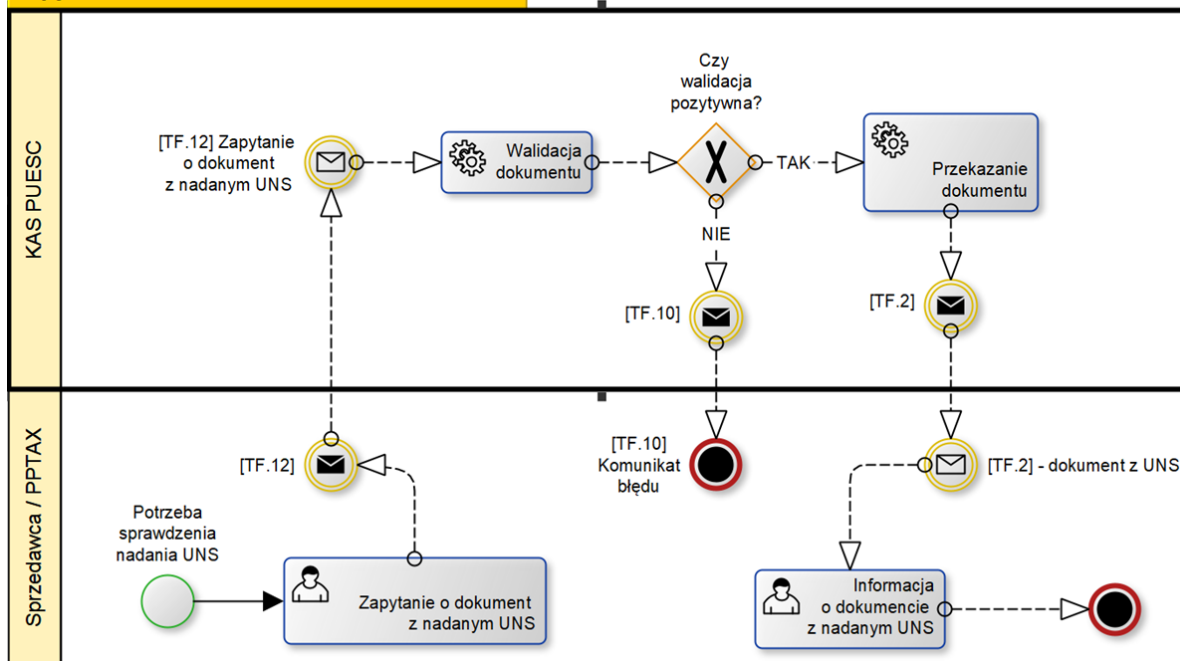 KAS PUESC
Czy
walidacja
pozytywna?
[TF.12] Zapytanie
o dokument
z nadanym UNS
Walidacja
dokumentu
TAK
Przekazanie
dokumentu
NIE
[TF.10]
[TF.2]
Sprzedawca / PPTAX
[TF.12]
[TF.10]
Komunikat
błędu
[TF.2] - dokument z UNS
Potrzeba
sprawdzenia
nadania UNS
Zapytanie o dokument
z nadanym UNS
Informacja
o dokumencie
z nadanym UNS